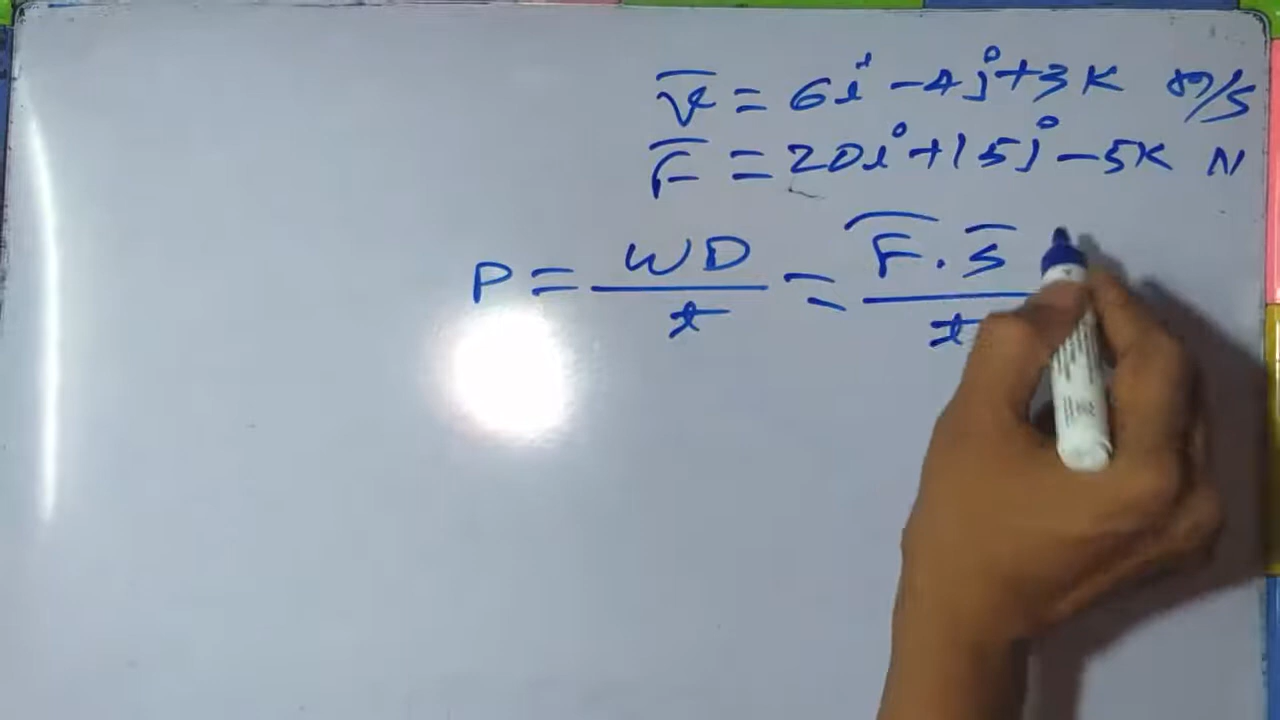 v̅ = 6i - 4j + 3k m/s
F̅ = 20i + 15j - 5k N
P = WD/t = F̅ . s̅/t